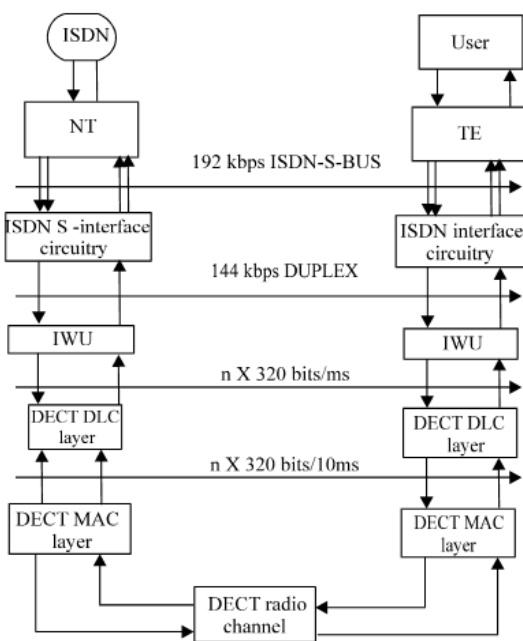 ISDN
User
NT
TE
192 kbps ISDN-S-BUS
ISDN S -interface
circuitry
ISDN interface
circuitry
144 kbps DUPLEX
IWU
IWU
n X 320 bits/ms
DECT DLC
layer
DECT DLC
layer
n X 320 bits/10ms
DECT MAC
layer
DECT MAC
layer
DECT radio
channel